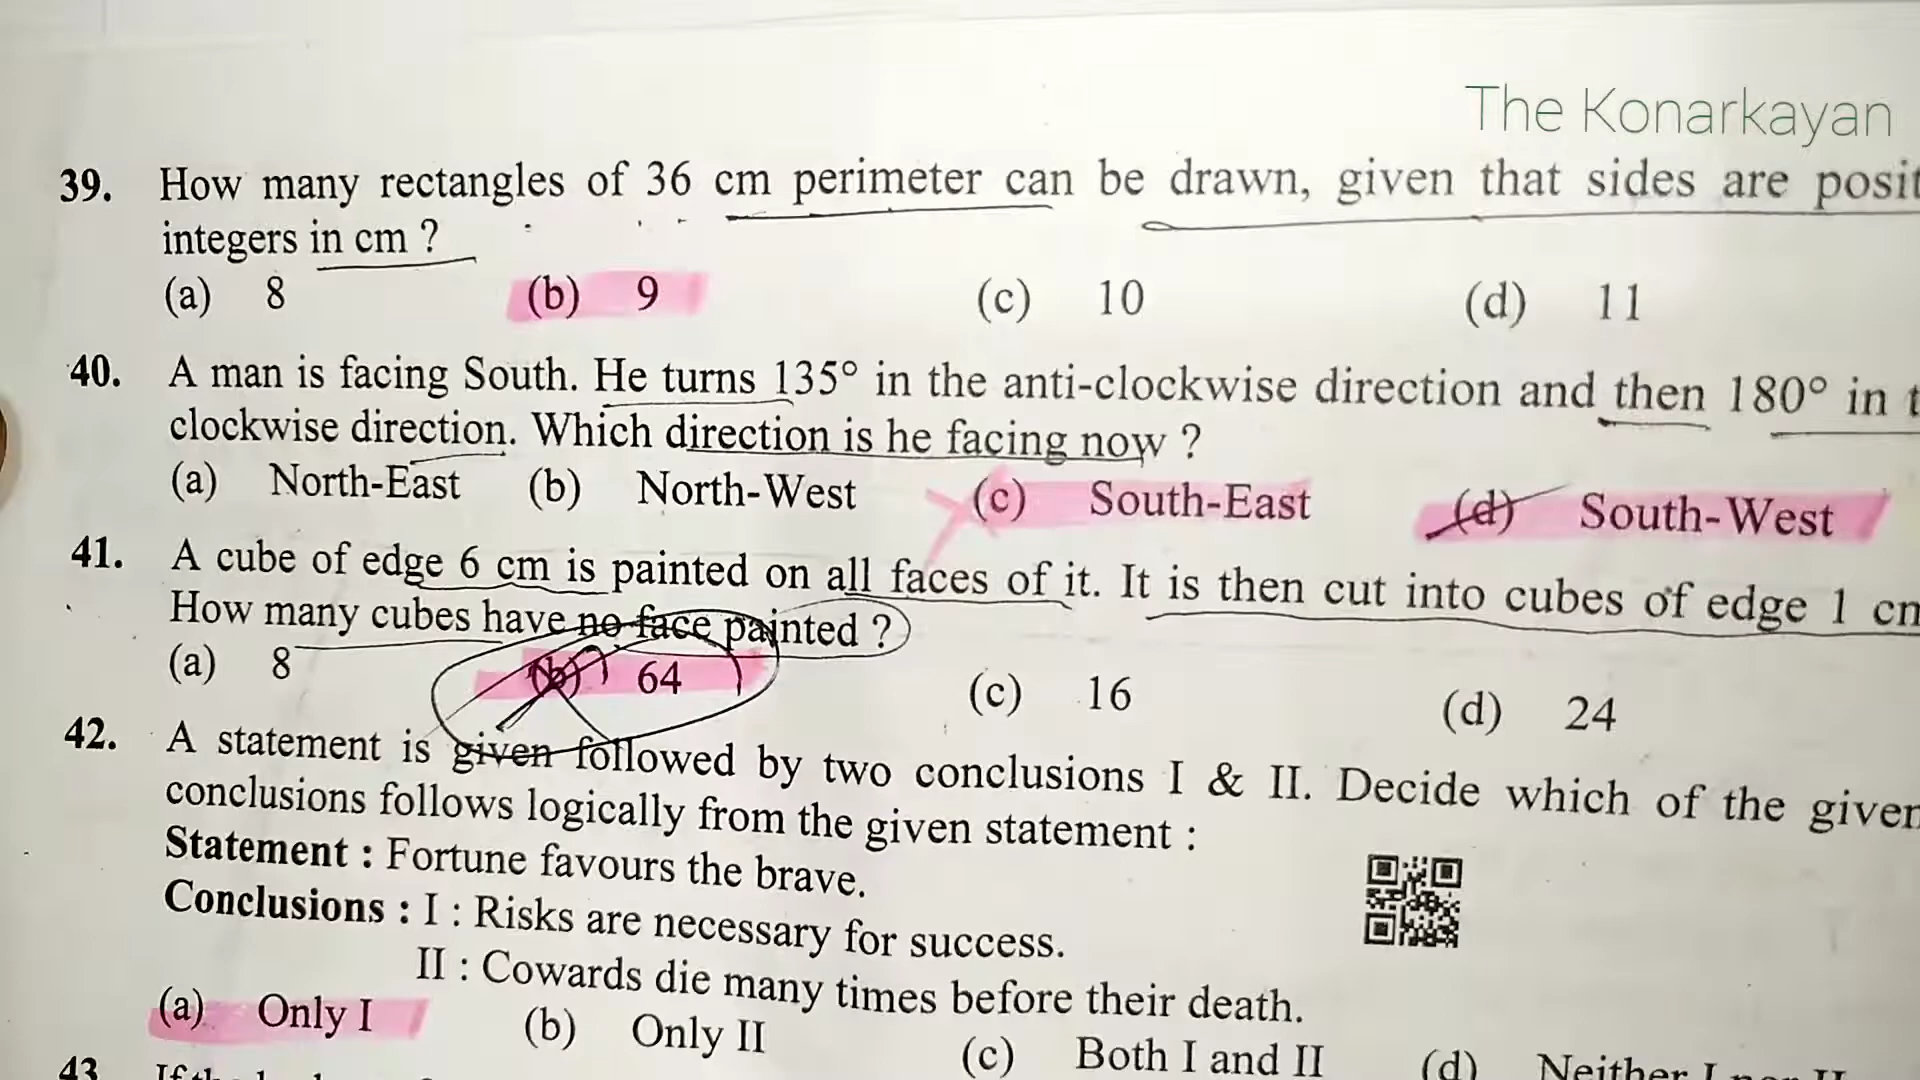 The Konarkayan
39. How many rectangles of 36 cm perimeter can be drawn, given that sides are posit
integers in cm ?
(a) 8 (b) 9 (c) 10 (d) 11
40. A man is facing South. He turns 135° in the anti-clockwise direction and then 180° in t
clockwise direction. Which direction is he facing now ?
(a) North-East (b) North-West (c) South-East (d) South-West
41. A cube of edge 6 cm is painted on all faces of it. It is then cut into cubes of edge 1 cm
How many cubes have no face painted ?
(a) 8 (b) 64 (c) 16 (d) 24
42. A statement is given followed by two conclusions I & II. Decide which of the given
conclusions follows logically from the given statement :
Statement : Fortune favours the brave.
Conclusions : I : Risks are necessary for success.
II : Cowards die many times before their death.
(a) Only I (b) Only II (c) Both I and II (d) Neither I nor II
43